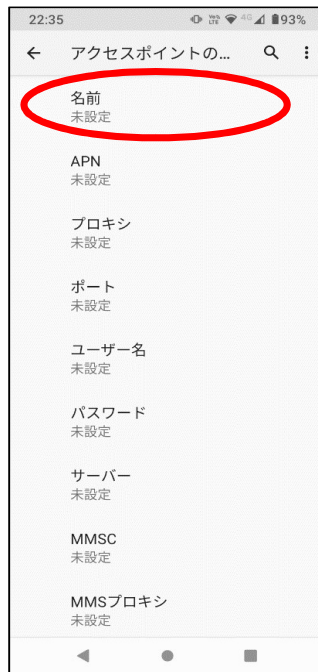 22:35 Vo)) LTE 4G 93%
アクセスポイントの...
名前
未設定
APN
未設定
プロキシ
未設定
ポート
未設定
ユーザー名
未設定
パスワード
未設定
サーバー
未設定
MMSC
未設定
MMSプロキシ
未設定